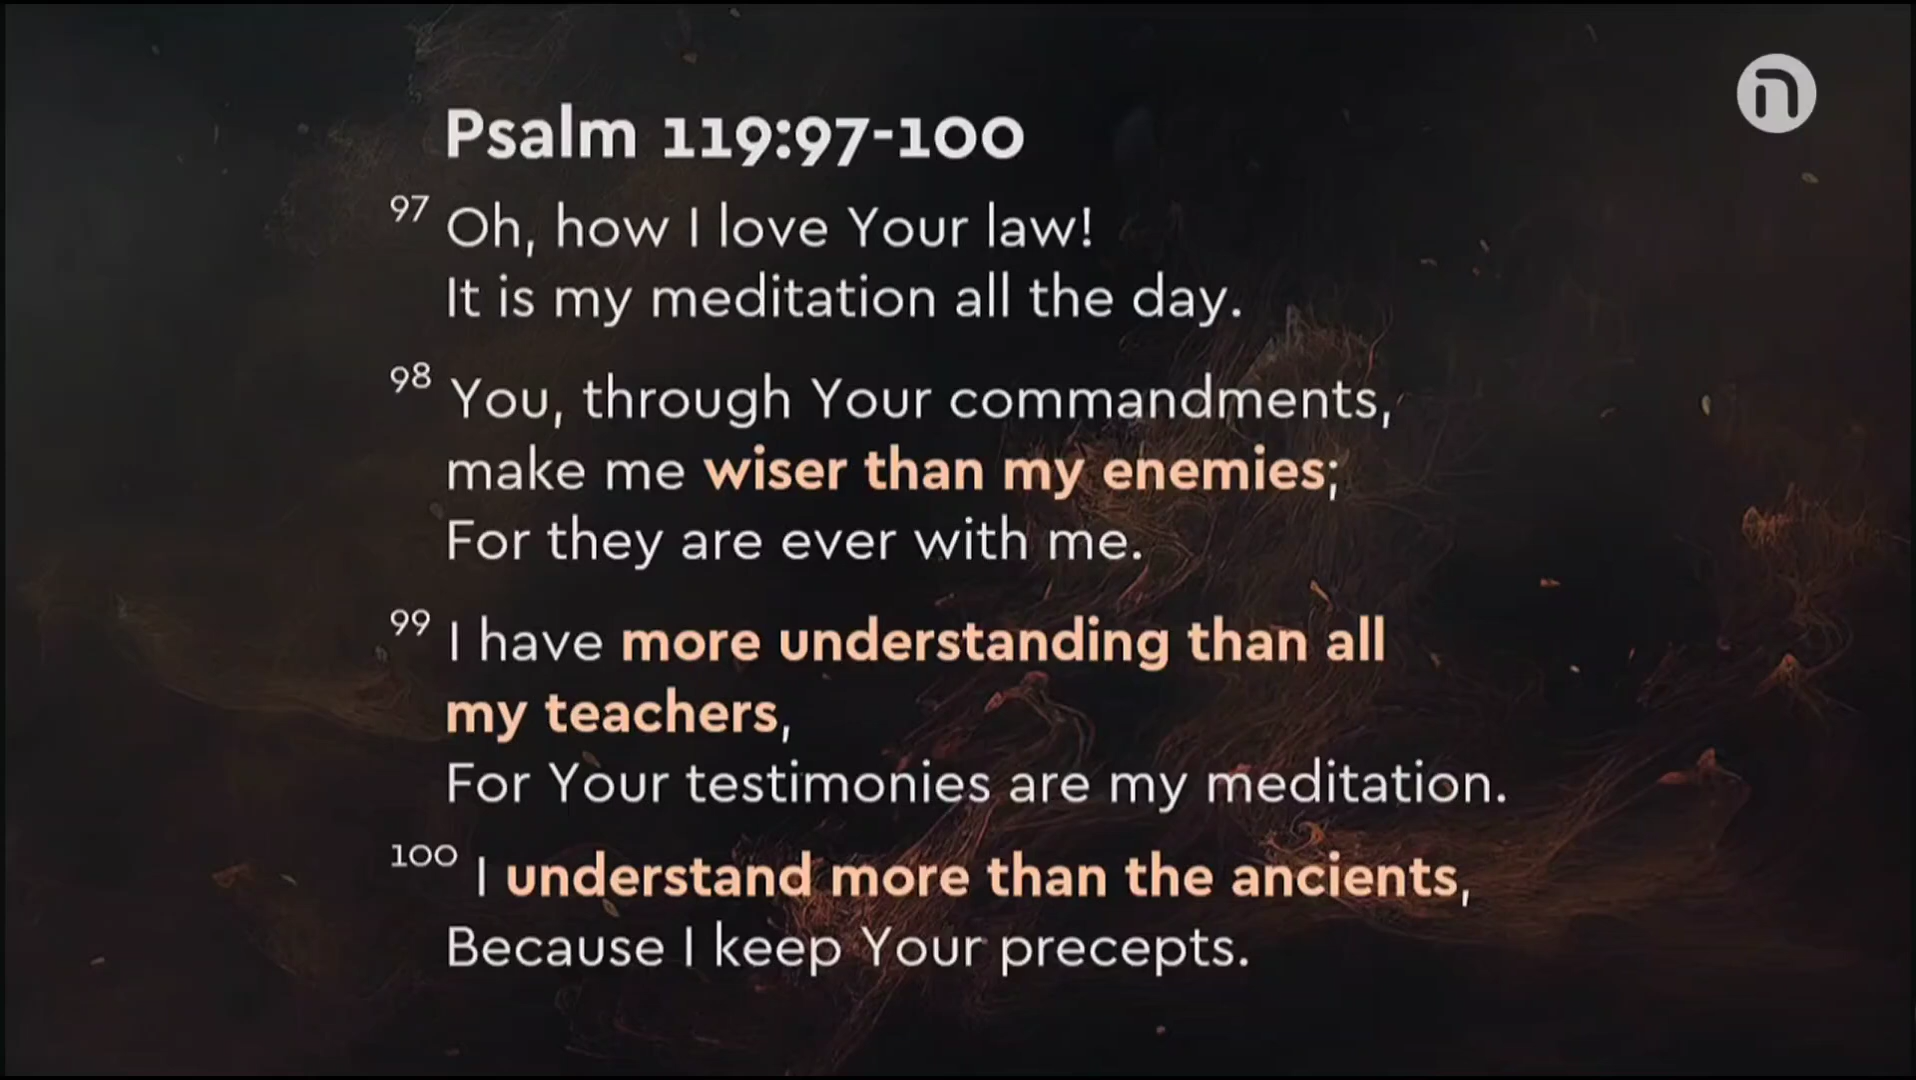 Psalm 119:97-100
97 Oh, how I love Your law!
It is my meditation all the day.
98 You, through Your commandments,
make me wiser than my enemies;
For they are ever with me.
99 I have more understanding than all
my teachers,
For Your testimonies are my meditation.
100 I understand more than the ancients,
Because I keep Your precepts.